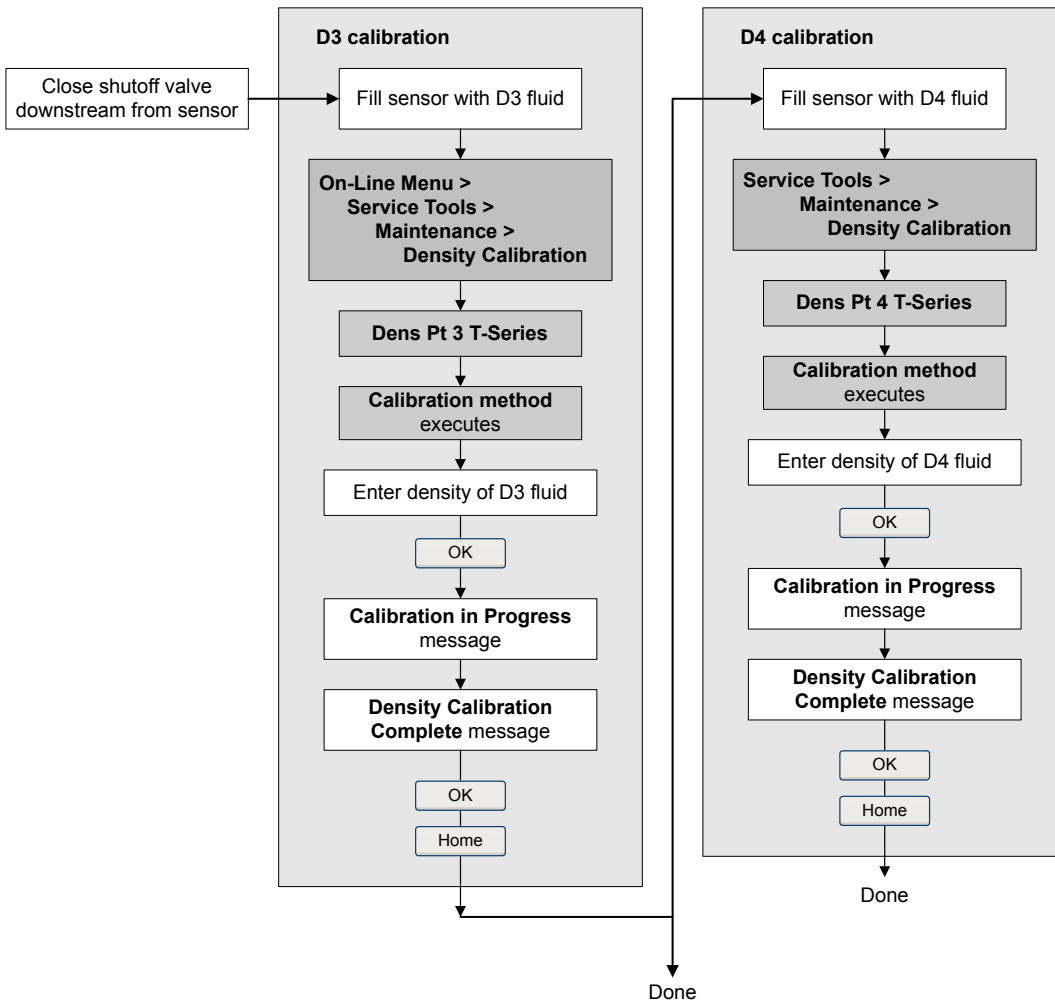 Close shutoff valve
downstream from sensor
D3 calibration
Fill sensor with D3 fluid
On-Line Menu >
Service Tools >
Maintenance >
Density Calibration
Dens Pt 3 T-Series
Calibration method
executes
Enter density of D3 fluid
OK
Calibration in Progress
message
Density Calibration
Complete message
OK
Home
Done
D4 calibration
Fill sensor with D4 fluid
Service Tools >
Maintenance >
Density Calibration
Dens Pt 4 T-Series
Calibration method
executes
Enter density of D4 fluid
OK
Calibration in Progress
message
Density Calibration
Complete message
OK
Home
Done